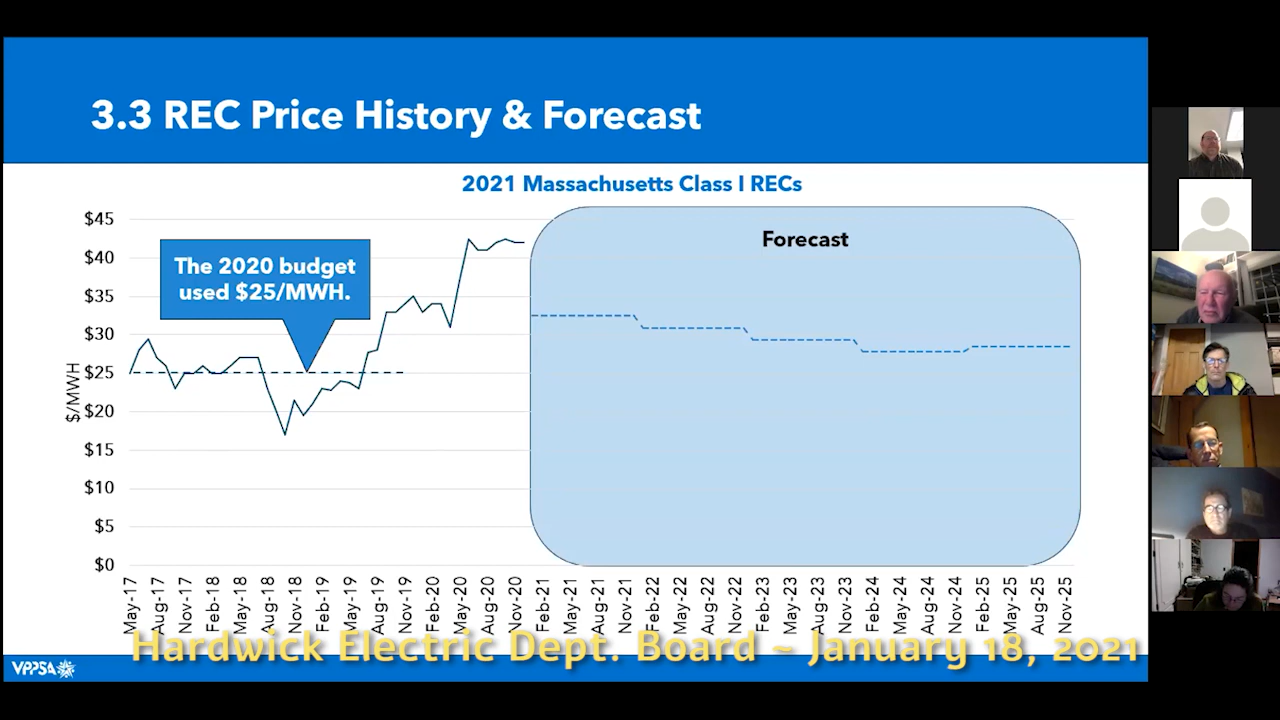 3.3 REC Price History & Forecast
2021 Massachusetts Class I RECs
$45
$40
$35
$30
$25
$20
$15
$10
$5
$0
$/MWH
The 2020 budget
used $25/MWH.
Forecast
May-17
Aug-17
Nov-17
Feb-18
May-18
Aug-18
Nov-18
Feb-19
May-19
Aug-19
Nov-19
Feb-20
May-20
Aug-20
Nov-20
Feb-21
May-21
Aug-21
Nov-21
Feb-22
May-22
Aug-22
Nov-22
Feb-23
May-23
Aug-23
Nov-23
Feb-24
May-24
Aug-24
Nov-24
Feb-25
May-25
Aug-25
Nov-25
Hardwick Electric Dept. Board ~ January 18, 2021
VPPSA